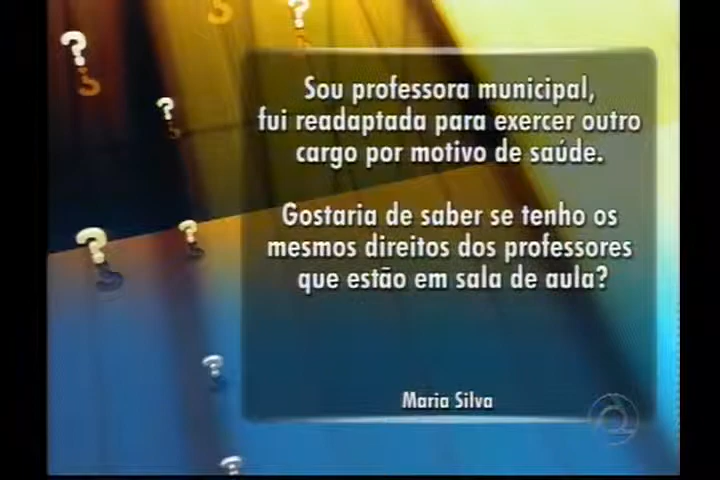 Sou professora municipal,
fui readaptada para exercer outro
cargo por motivo de saúde.
Gostaria de saber se tenho os
mesmos direitos dos professores
que estão em sala de aula?
Maria Silva